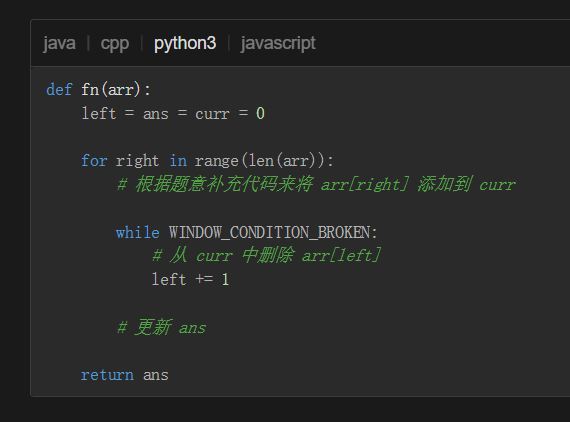 java | cpp | python3 | javascript
def fn(arr):
    left = ans = curr = 0
    for right in range(len(arr)):
        # 根据题意补充代码来将 arr[right] 添加到 curr
        while WINDOW_CONDITION_BROKEN:
            # 从 curr 中删除 arr[left]
            left += 1
        # 更新 ans
    return ans